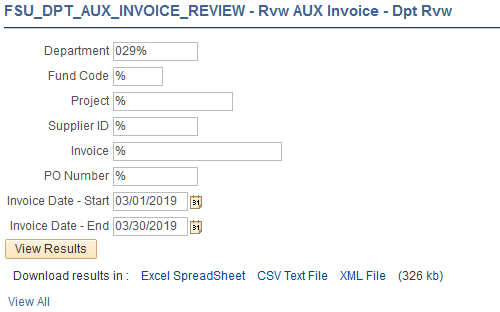 FSU_DPT_AUX_INVOICE_REVIEW - Rvw AUX Invoice - Dpt Rvw
Department 029%
Fund Code %
Project %
Supplier ID %
Invoice %
PO Number %
Invoice Date - Start 03/01/2019 31
Invoice Date - End 03/30/2019 31
View Results
Download results in : Excel SpreadSheet CSV Text File XML File (326 kb)
View All